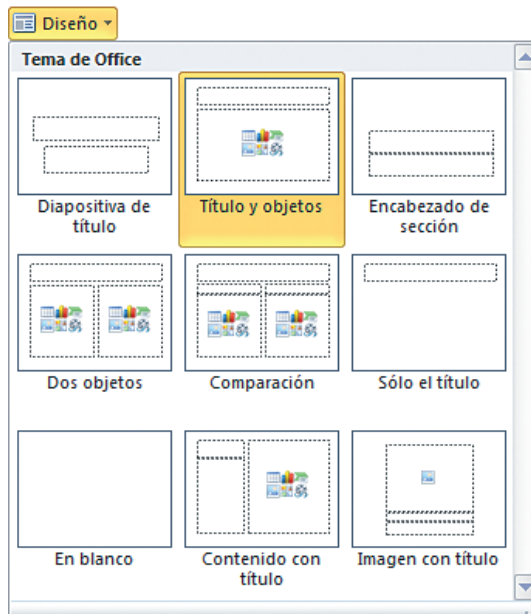 Diseño
Tema de Office
Diapositiva de
título
Título y objetos
Encabezado de
sección
Dos objetos
Comparación
Sólo el título
En blanco
Contenido con
título
Imagen con título